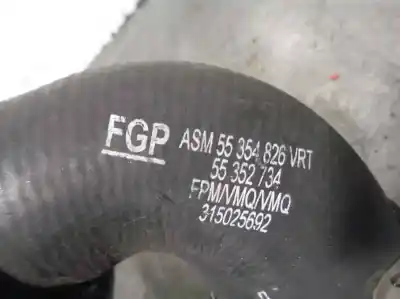 FGP ASM 55 354 826 VRT
55 352 734
FPM/VMQ/VMQ
315025692